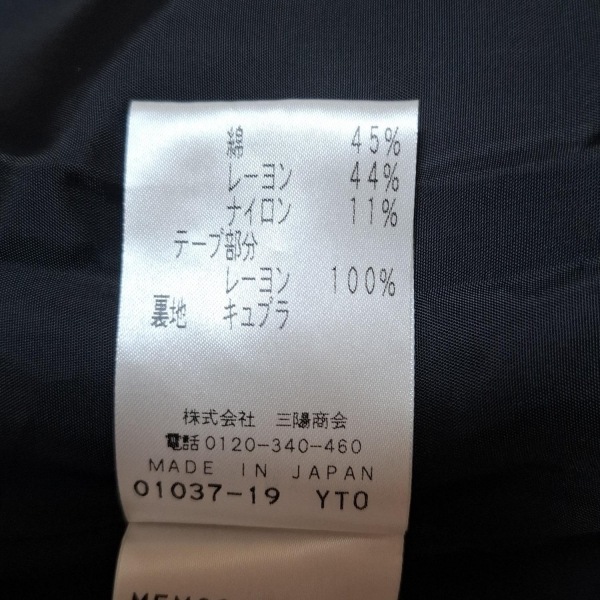 綿 45%
レーヨン 44%
ナイロン 11%
テープ部分
レーヨン 100%
裏地 キュプラ
株式会社 三陽商会
電話0120-340-460
MADE IN JAPAN
01037-19 YTO